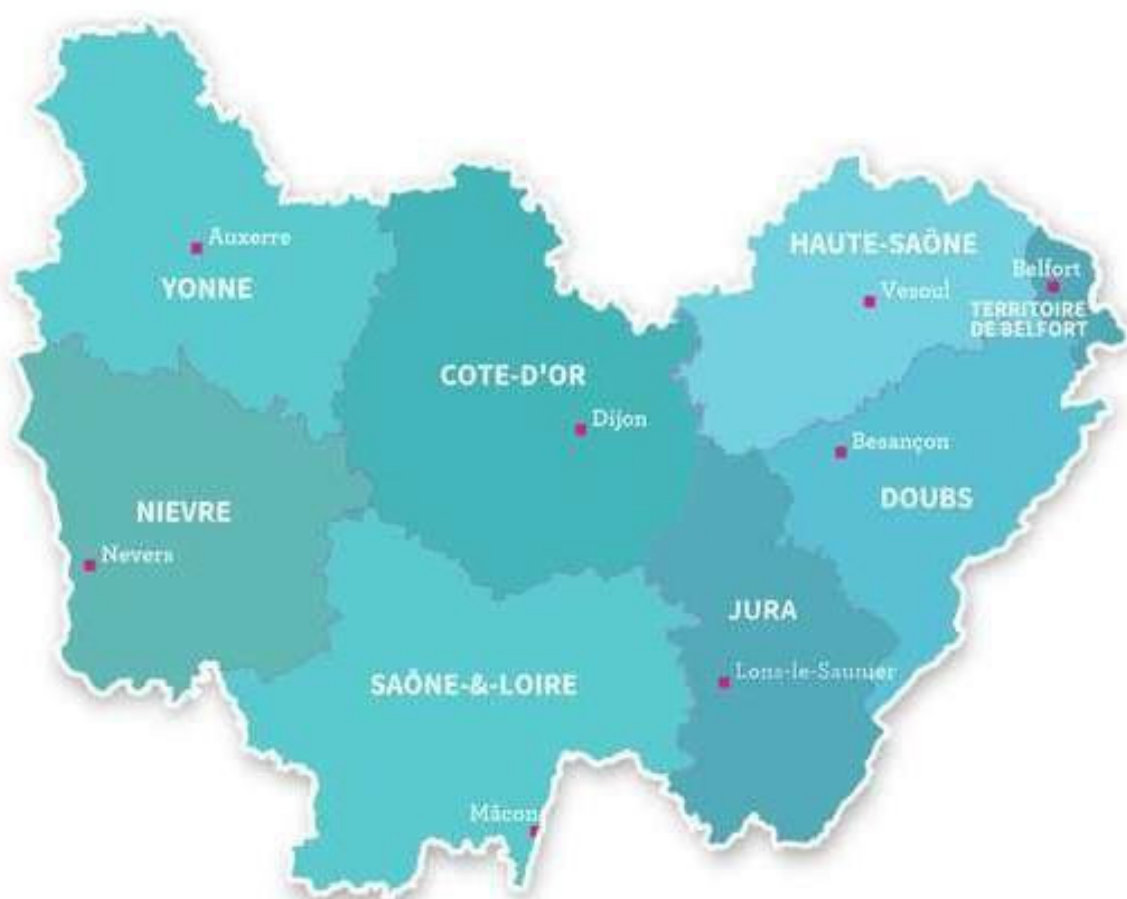 Auxerre
YONNE
HAUTE-SAÔNE
Belfort
Vesoul
TERRITOIRE
DE BELFORT
COTE-D'OR
Dijon
Besançon
DOUBS
NIEVRE
Nevers
JURA
Lons-le-Saunier
SAÔNE-&-LOIRE
Mâcon